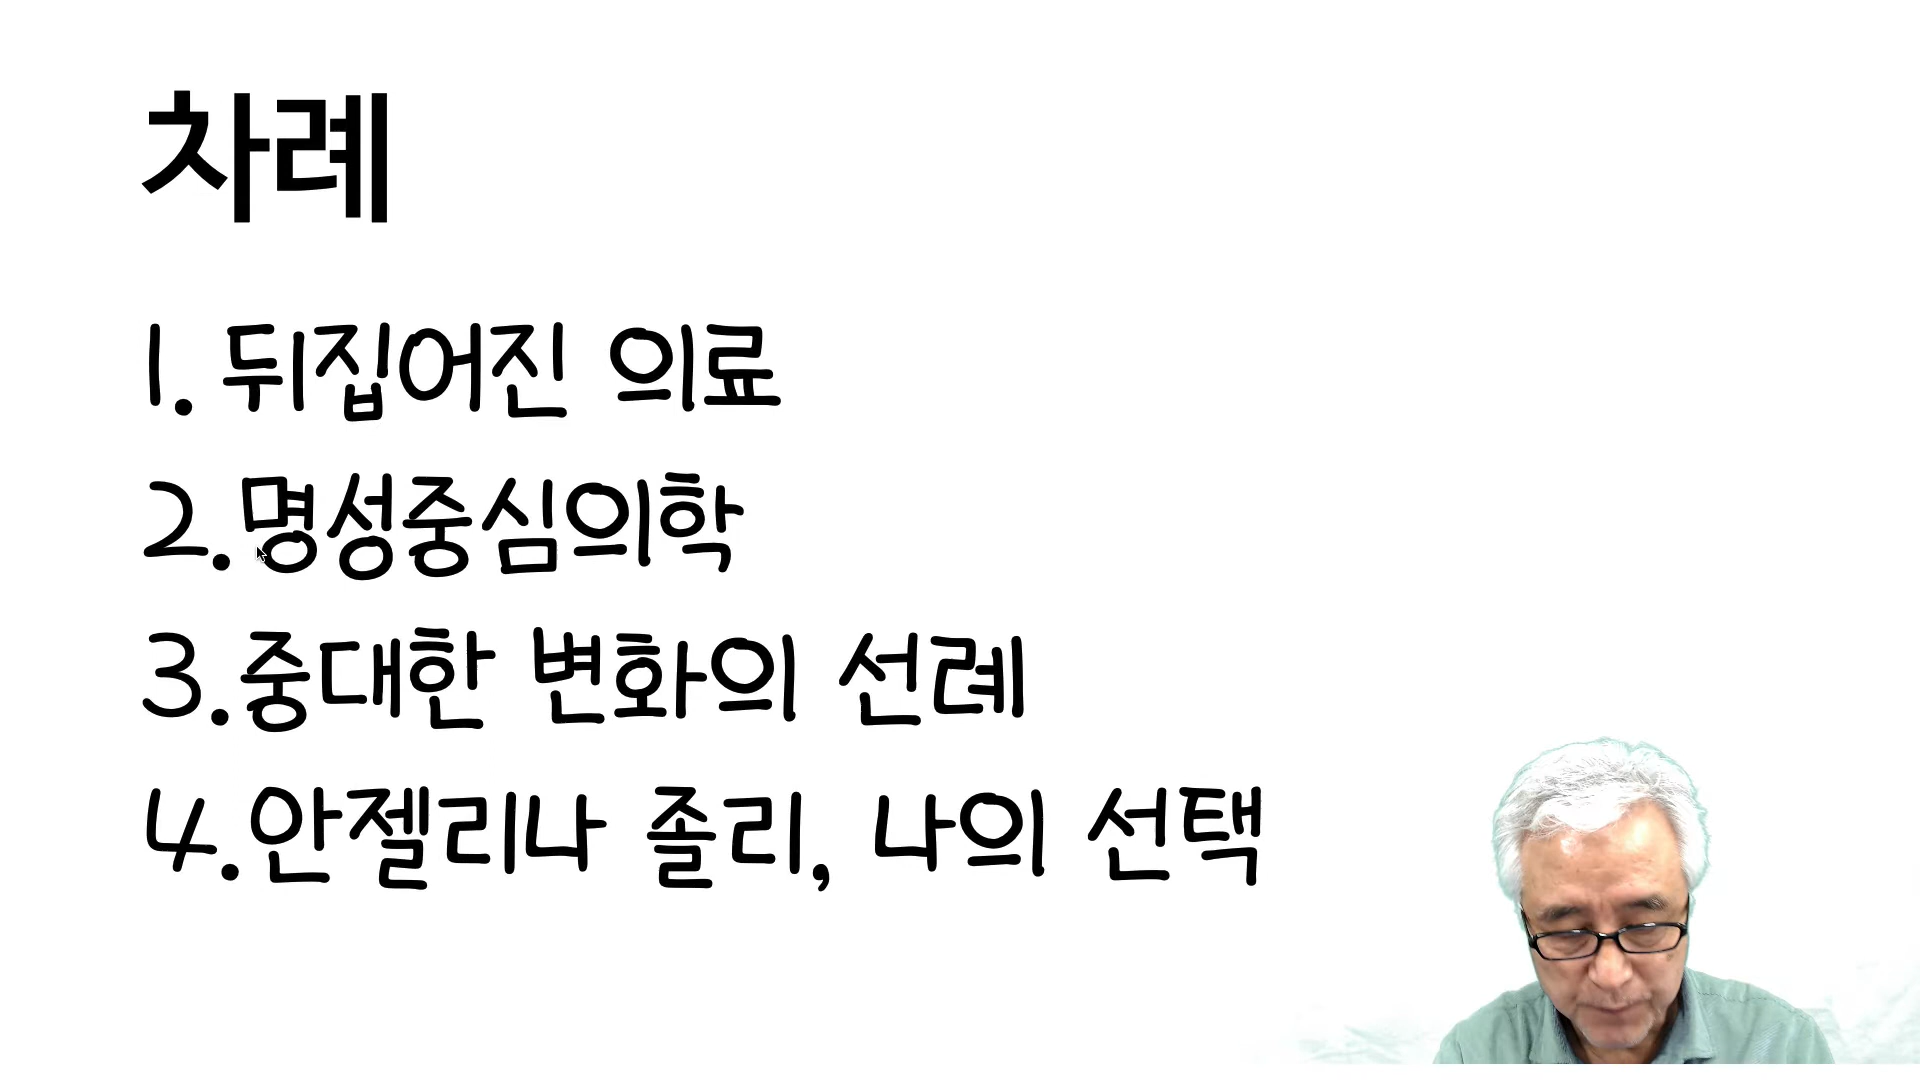 차례
1. 뒤집어진 의료
2.명성중심의학
3.중대한 변화의 선례
4.안젤리나 졸리, 나의 선택